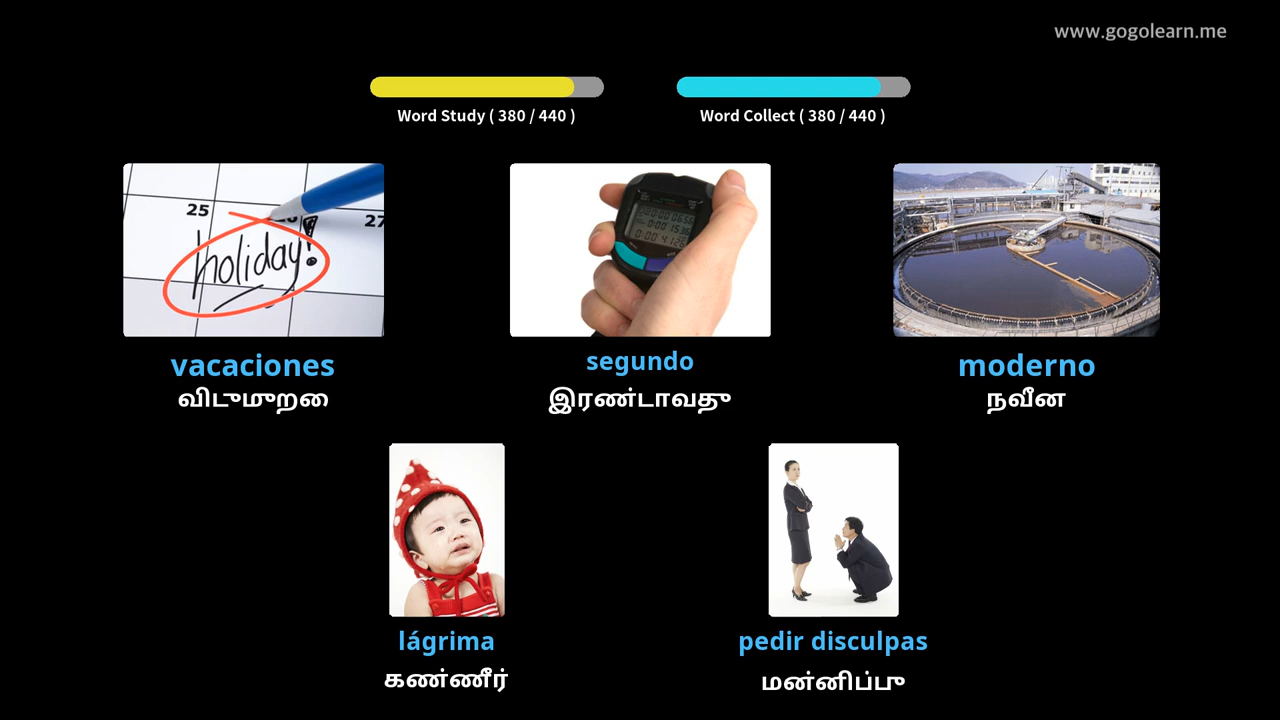 www.gogolearn.me
Word Study ( 380 / 440 )
Word Collect ( 380 / 440 )
25
27
holiday!
vacaciones
விடுமுறை
segundo
இரண்டாவது
moderno
நவீன
lágrima
கண்ணீர்
pedir disculpas
மன்னிப்பு